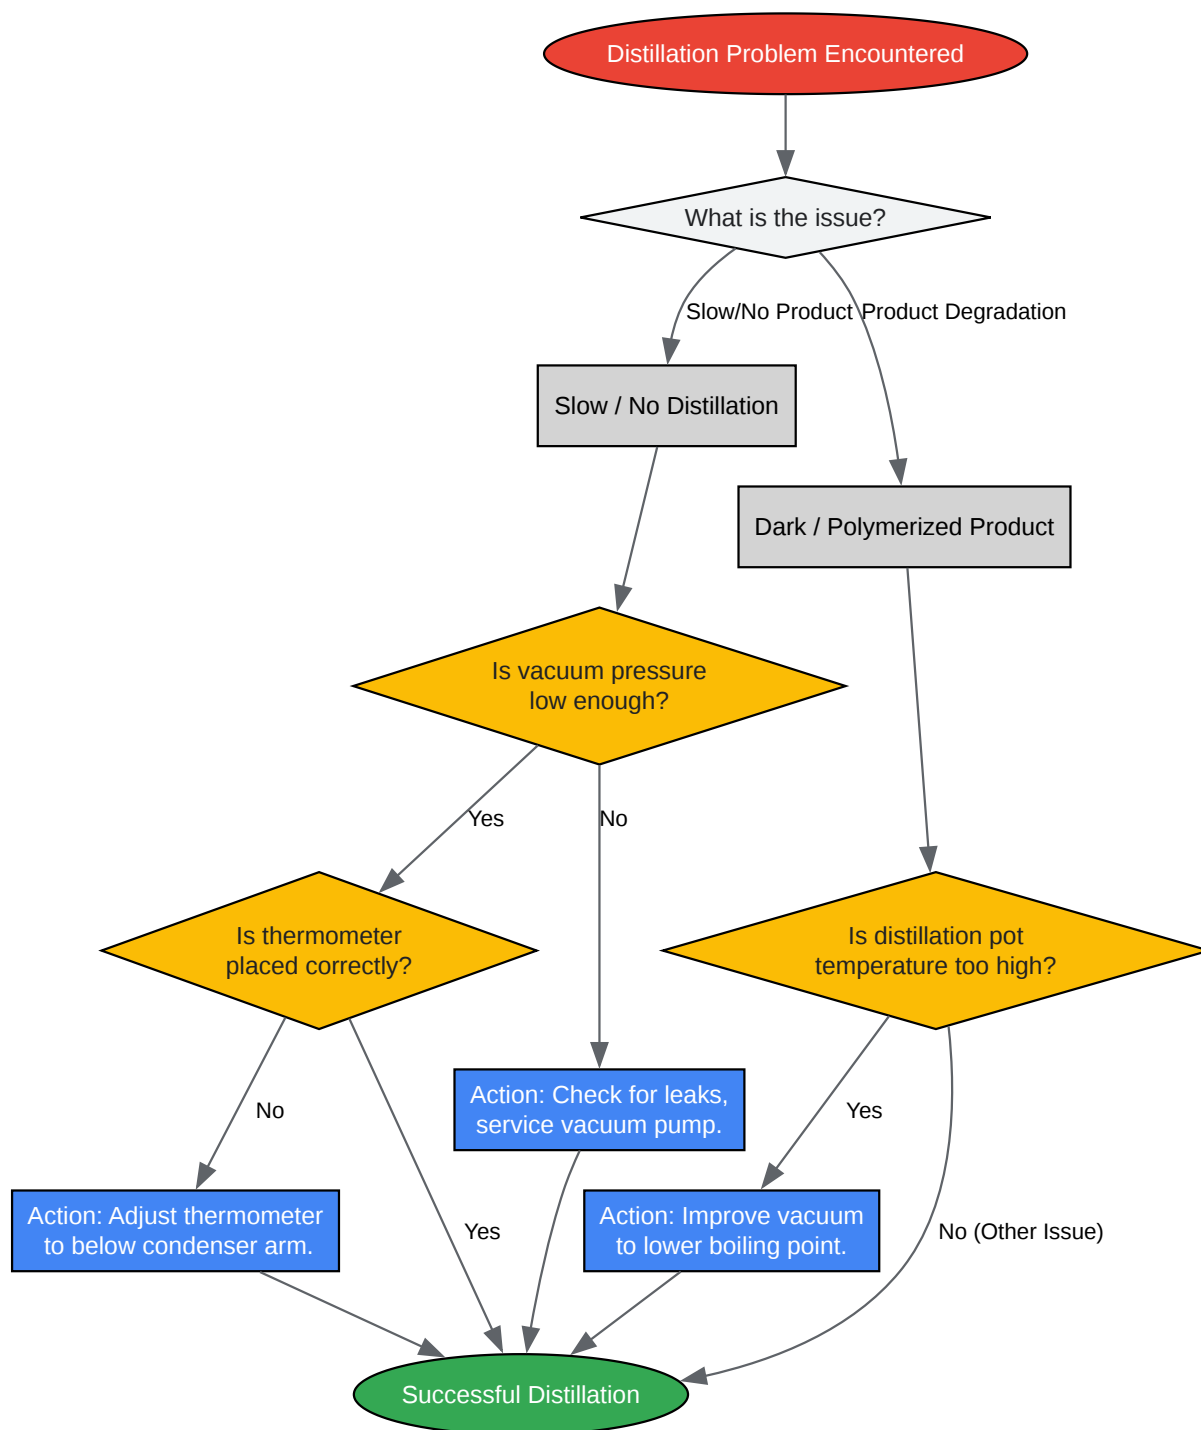 Distillation Problem Encountered
What is the issue?
Slow/No Product
Product Degradation
Slow / No Distillation
Dark / Polymerized Product
Is vacuum pressure
low enough?
Yes
No
Is thermometer
placed correctly?
Is distillation pot
temperature too high?
No
Yes
Action: Check for leaks,
service vacuum pump.
Yes
Action: Adjust thermometer
to below condenser arm.
Action: Improve vacuum
to lower boiling point.
No (Other Issue)
Successful Distillation